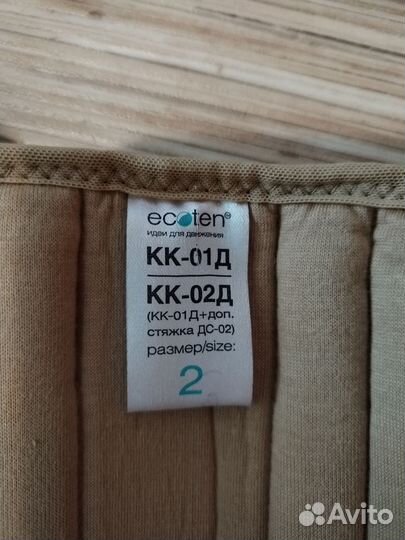 ecoten®
идеи для движения
КК-01Д
КК-02Д
(КК-01Д+доп.
стяжка ДС-02)
размер/size:
2
Avito